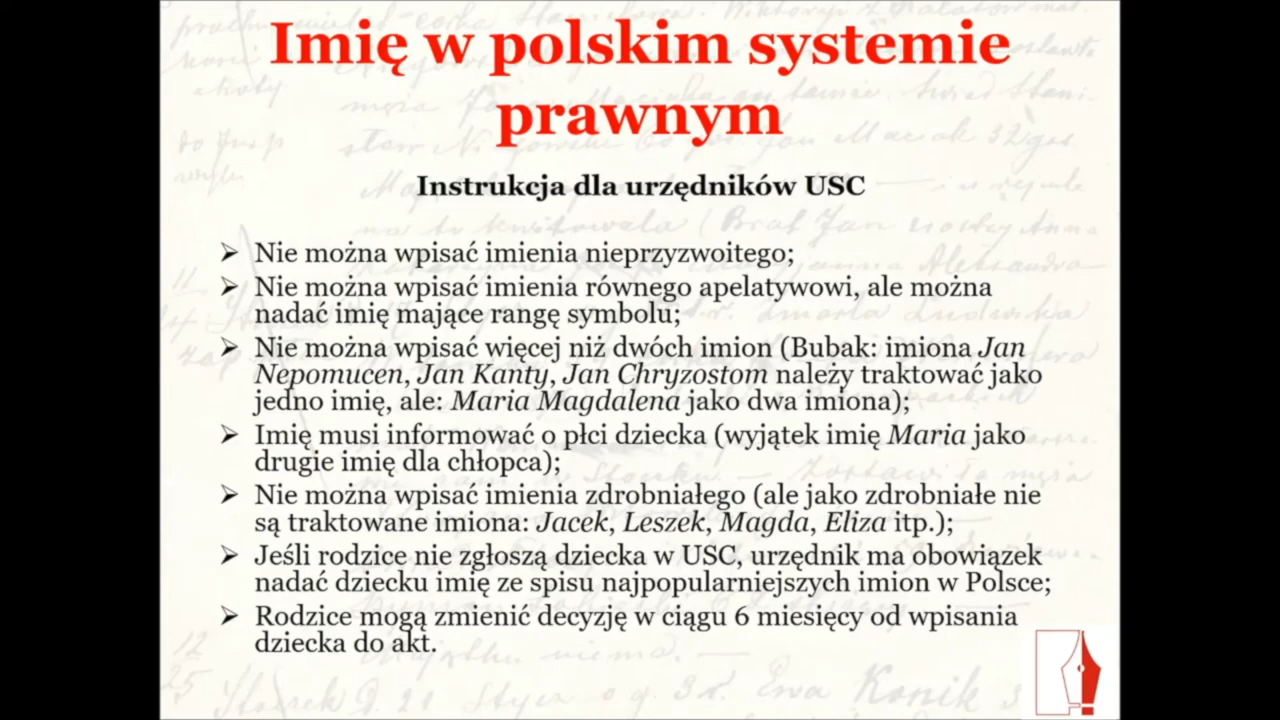 Imię w polskim systemie
prawnym
Instrukcja dla urzędników USC
➢ Nie można wpisać imienia nieprzyzwoitego;
➢ Nie można wpisać imienia równego apelatywowi, ale można
nadać imię mające rangę symbolu;
➢ Nie można wpisać więcej niż dwóch imion (Bubak: imiona Jan
Nepomucen, Jan Kanty, Jan Chryzostom należy traktować jako
jedno imię, ale: Maria Magdalena jako dwa imiona);
➢ Imię musi informować o płci dziecka (wyjątek imię Maria jako
drugie imię dla chłopca);
➢ Nie można wpisać imienia zdrobniałego (ale jako zdrobniałe nie
są traktowane imiona: Jacek, Leszek, Magda, Eliza itp.);
➢ Jeśli rodzice nie zgłoszą dziecka w USC, urzędnik ma obowiązek
nadać dziecku imię ze spisu najpopularniejszych imion w Polsce;
➢ Rodzice mogą zmienić decyzję w ciągu 6 miesięcy od wpisania
dziecka do akt.